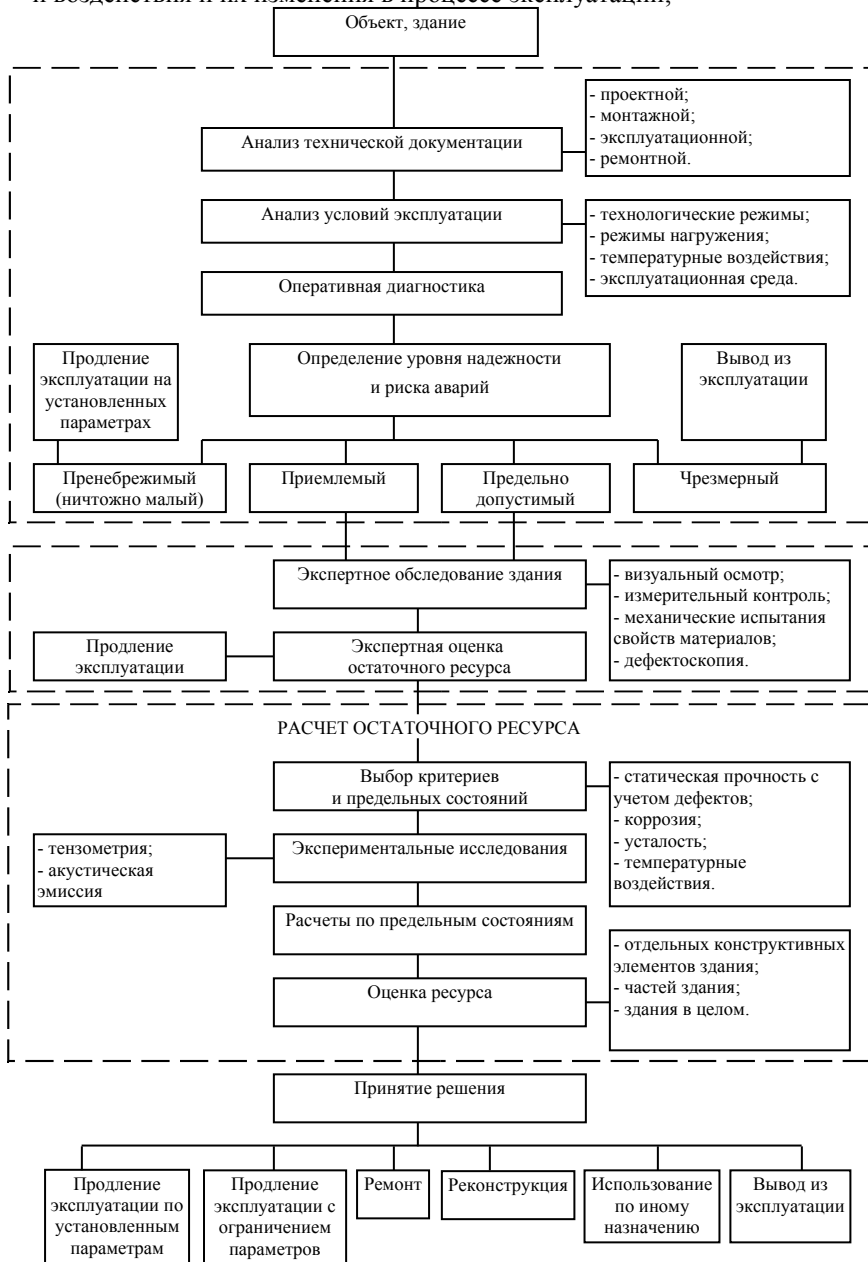 и воздействия и их изменения в процессе эксплуатации;
Объект, здание
Анализ технической документации
- проектной;
- монтажной;
- эксплуатационной;
- ремонтной.
Анализ условий эксплуатации
- технологические режимы;
- режимы нагружения;
- температурные воздействия;
- эксплуатационная среда.
Оперативная диагностика
Продление
эксплуатации на
установленных
параметрах
Определение уровня надежности
и риска аварий
Вывод из
эксплуатации
Пренебрежимый
(ничтожно малый)
Приемлемый
Предельно
допустимый
Чрезмерный
Экспертное обследование здания
- визуальный осмотр;
- измерительный контроль;
- механические испытания
свойств материалов;
- дефектоскопия.
Продление
эксплуатации
Экспертная оценка
остаточного ресурса
РАСЧЕТ ОСТАТОЧНОГО РЕСУРСА
Выбор критериев
и предельных состояний
- статическая прочность с
учетом дефектов;
- коррозия;
- усталость;
- температурные
воздействия.
- тензометрия;
- акустическая
эмиссия
Экспериментальные исследования
Расчеты по предельным состояниям
Оценка ресурса
- отдельных конструктивных
элементов здания;
- частей здания;
- здания в целом.
Принятие решения
Продление
эксплуатации по
установленным
параметрам
Продление
эксплуатации с
ограничением
параметров
Ремонт
Реконструкция
Использование
по иному
назначению
Вывод из
эксплуатации